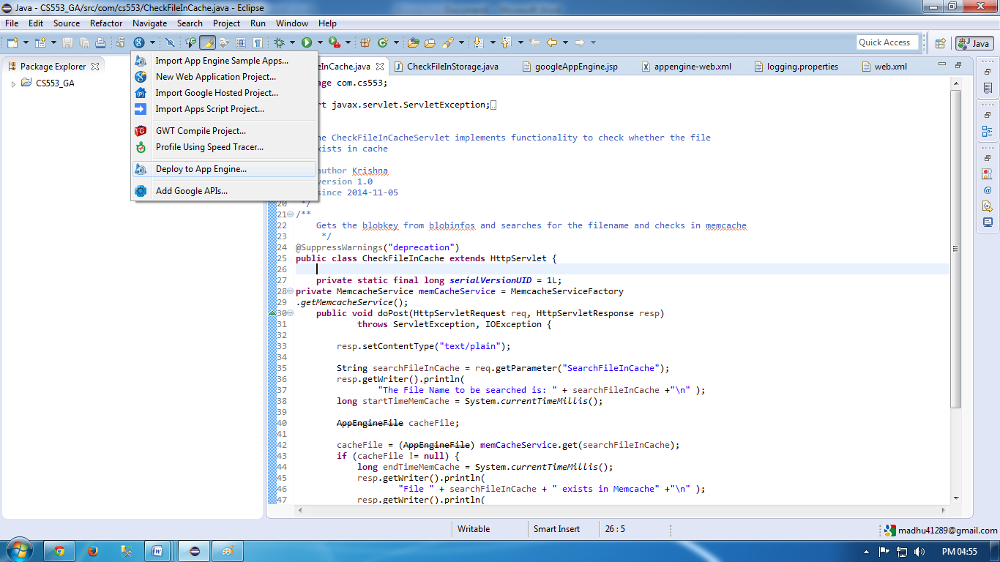 Java - CS553_GA/src/com/cs553/CheckFileInCache.java - Eclipse
File Edit Source Refactor Navigate Search Project Run Window Help
Quick Access
Java
Package Explorer
CS553_GA
Import App Engine Sample Apps...
New Web Application Project...
Import Google Hosted Project...
Import Apps Script Project...
GWT Compile Project...
Profile Using Speed Tracer...
Deploy to App Engine...
Add Google APIs...
eInCache.java CheckFileInStorage.java googleAppEngine.jsp appengine-web.xml logging.properties web.xml
age com.cs553;
rt javax.servlet.ServletException;
he CheckFileInCacheServlet implements functionality to check whether the file
xists in cache
author Krishna
version 1.0
since 2014-11-05
20 */
21 /**
22 Gets the blobkey from blobinfos and searches for the filename and checks in memcache
23 */
24 @SuppressWarnings("deprecation")
25 public class CheckFileInCache extends HttpServlet {
26
27 private static final long serialVersionUID = 1L;
28 private MemcacheService memCacheService = MemcacheServiceFactory
29 .getMemcacheService();
30 public void doPost(HttpServletRequest req, HttpServletResponse resp)
31 throws ServletException, IOException {
32
33 resp.setContentType("text/plain");
34
35 String searchFileInCache = req.getParameter("SearchFileInCache");
36 resp.getWriter().println(
37 "The File Name to be searched is: " + searchFileInCache +"\n" );
38 long startTimeMemCache = System.currentTimeMillis();
39
40 AppEngineFile cacheFile;
41
42 cacheFile = (AppEngineFile) memCacheService.get(searchFileInCache);
43 if (cacheFile != null) {
44 long endTimeMemCache = System.currentTimeMillis();
45 resp.getWriter().println(
46 "File " + searchFileInCache + " exists in Memcache" +"\n" );
47 resp.getWriter().println(
Writable Smart Insert 26 : 5
madhu41289@gmail.com
PM 04:55